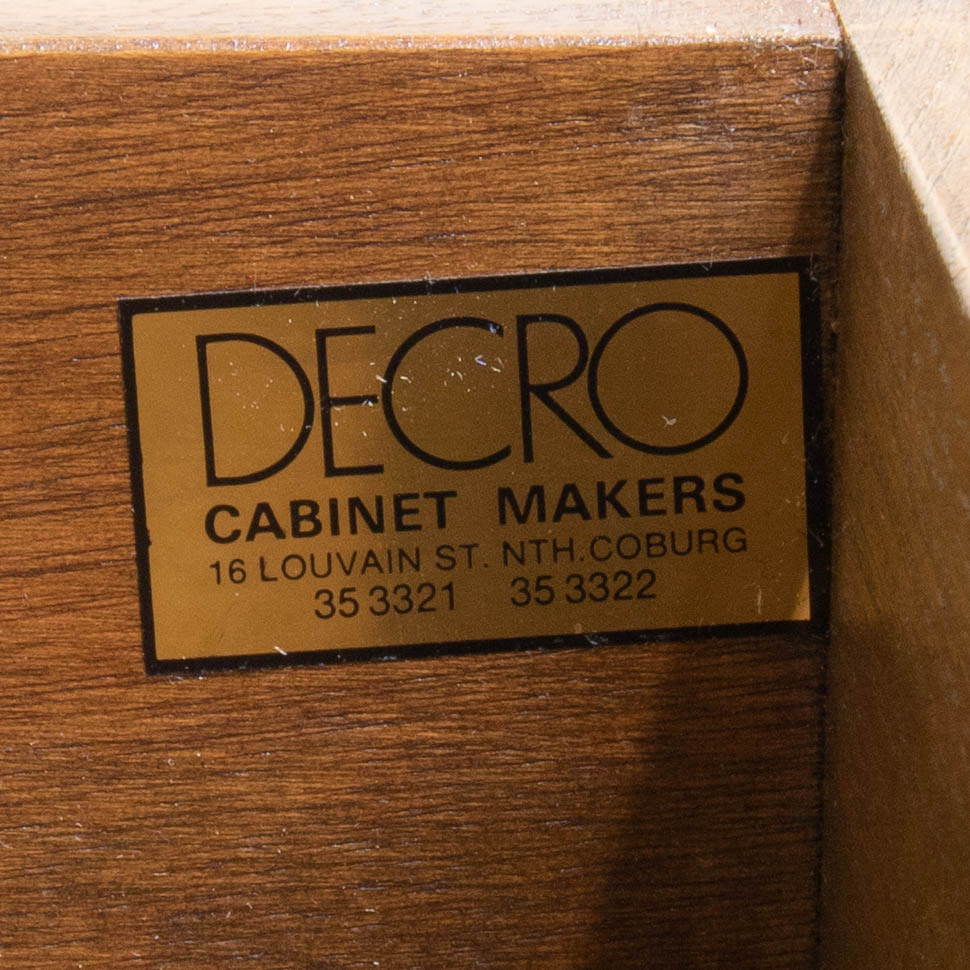 DECRO
CABINET MAKERS
16 LOUVAIN ST. NTH. COBURG
35 3321 35 3322